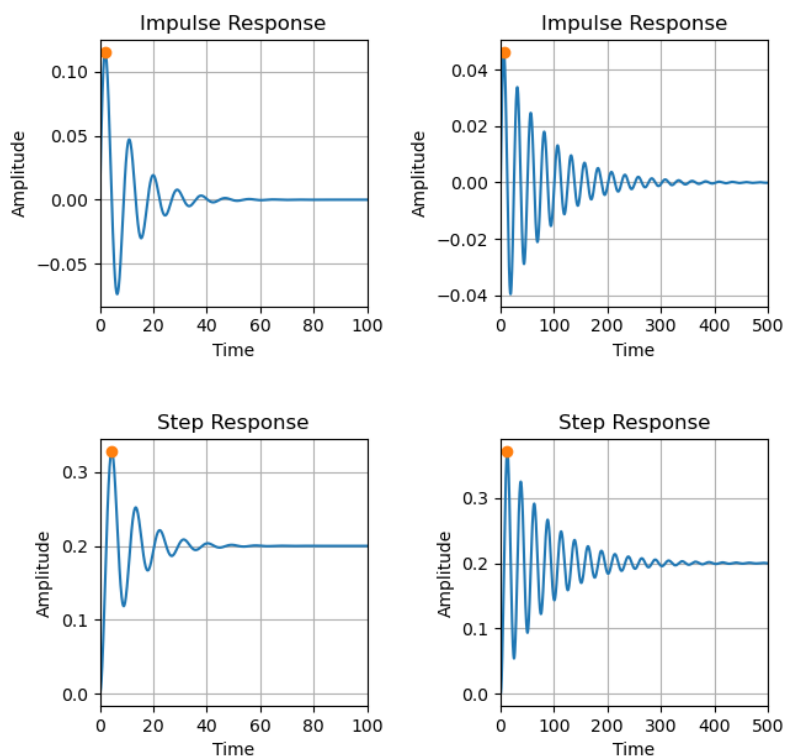 Impulse Response
0.10
0.05
0.00
−0.05
Amplitude
0 20 40 60 80 100
Time
Impulse Response
0.04
0.02
0.00
−0.02
−0.04
Amplitude
0 100 200 300 400 500
Time
Step Response
0.3
0.2
0.1
0.0
Amplitude
0 20 40 60 80 100
Time
Step Response
0.3
0.2
0.1
0.0
Amplitude
0 100 200 300 400 500
Time